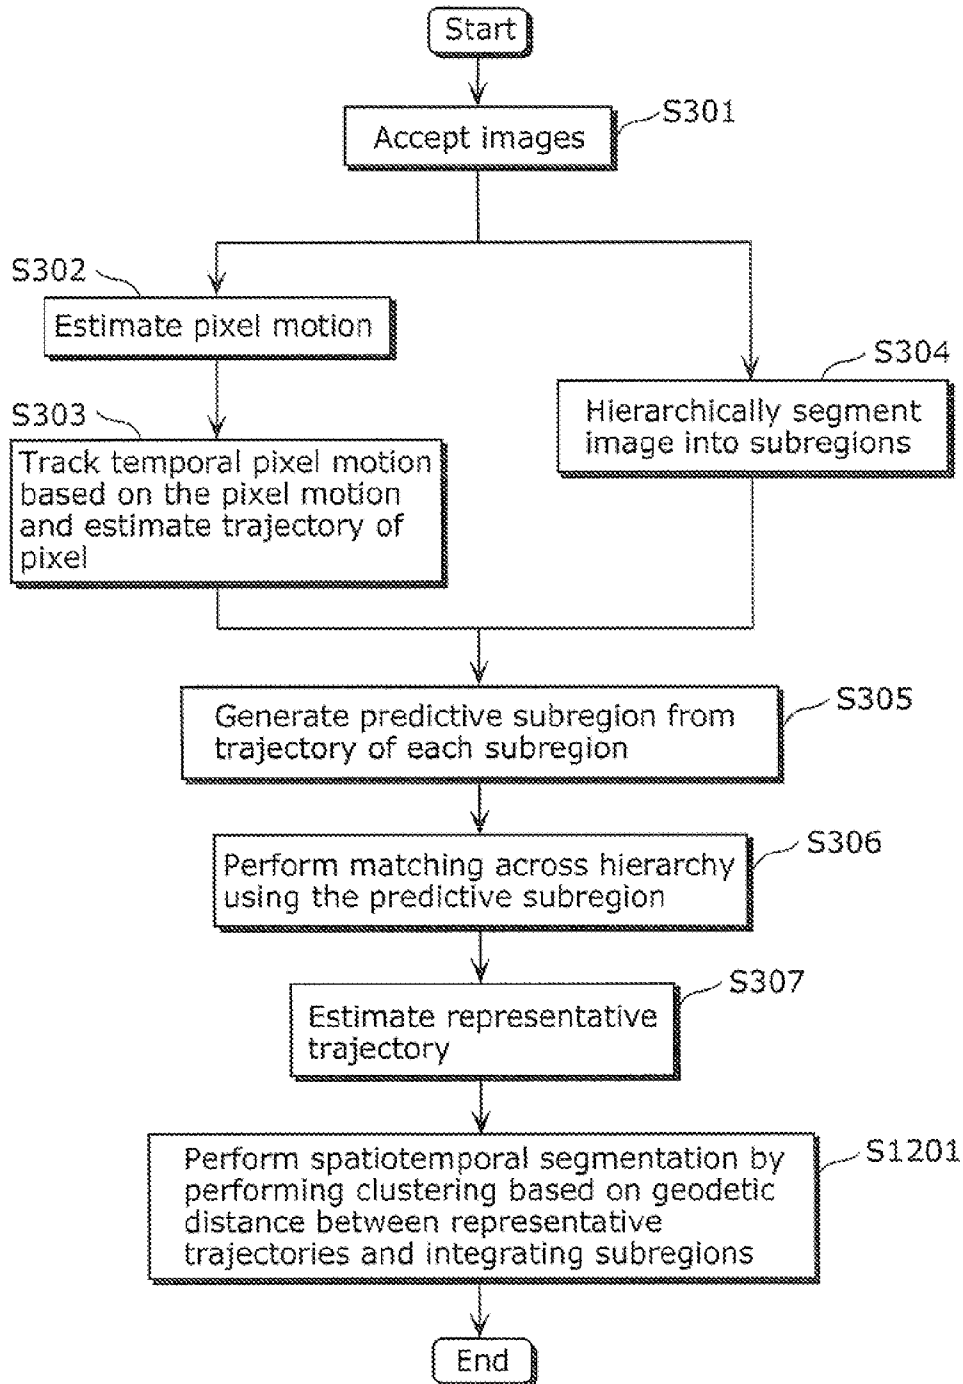 Start
S301
Accept images
S302
Estimate pixel motion
S304
Hierarchically segment
image into subregions
S303
Track temporal pixel motion
based on the pixel motion
and estimate trajectory of
pixel
S305
Generate predictive subregion from
trajectory of each subregion
S306
Perform matching across hierarchy
using the predictive subregion
S307
Estimate representative
trajectory
S1201
Perform spatiotemporal segmentation by
performing clustering based on geodetic
distance between representative
trajectories and integrating subregions
End